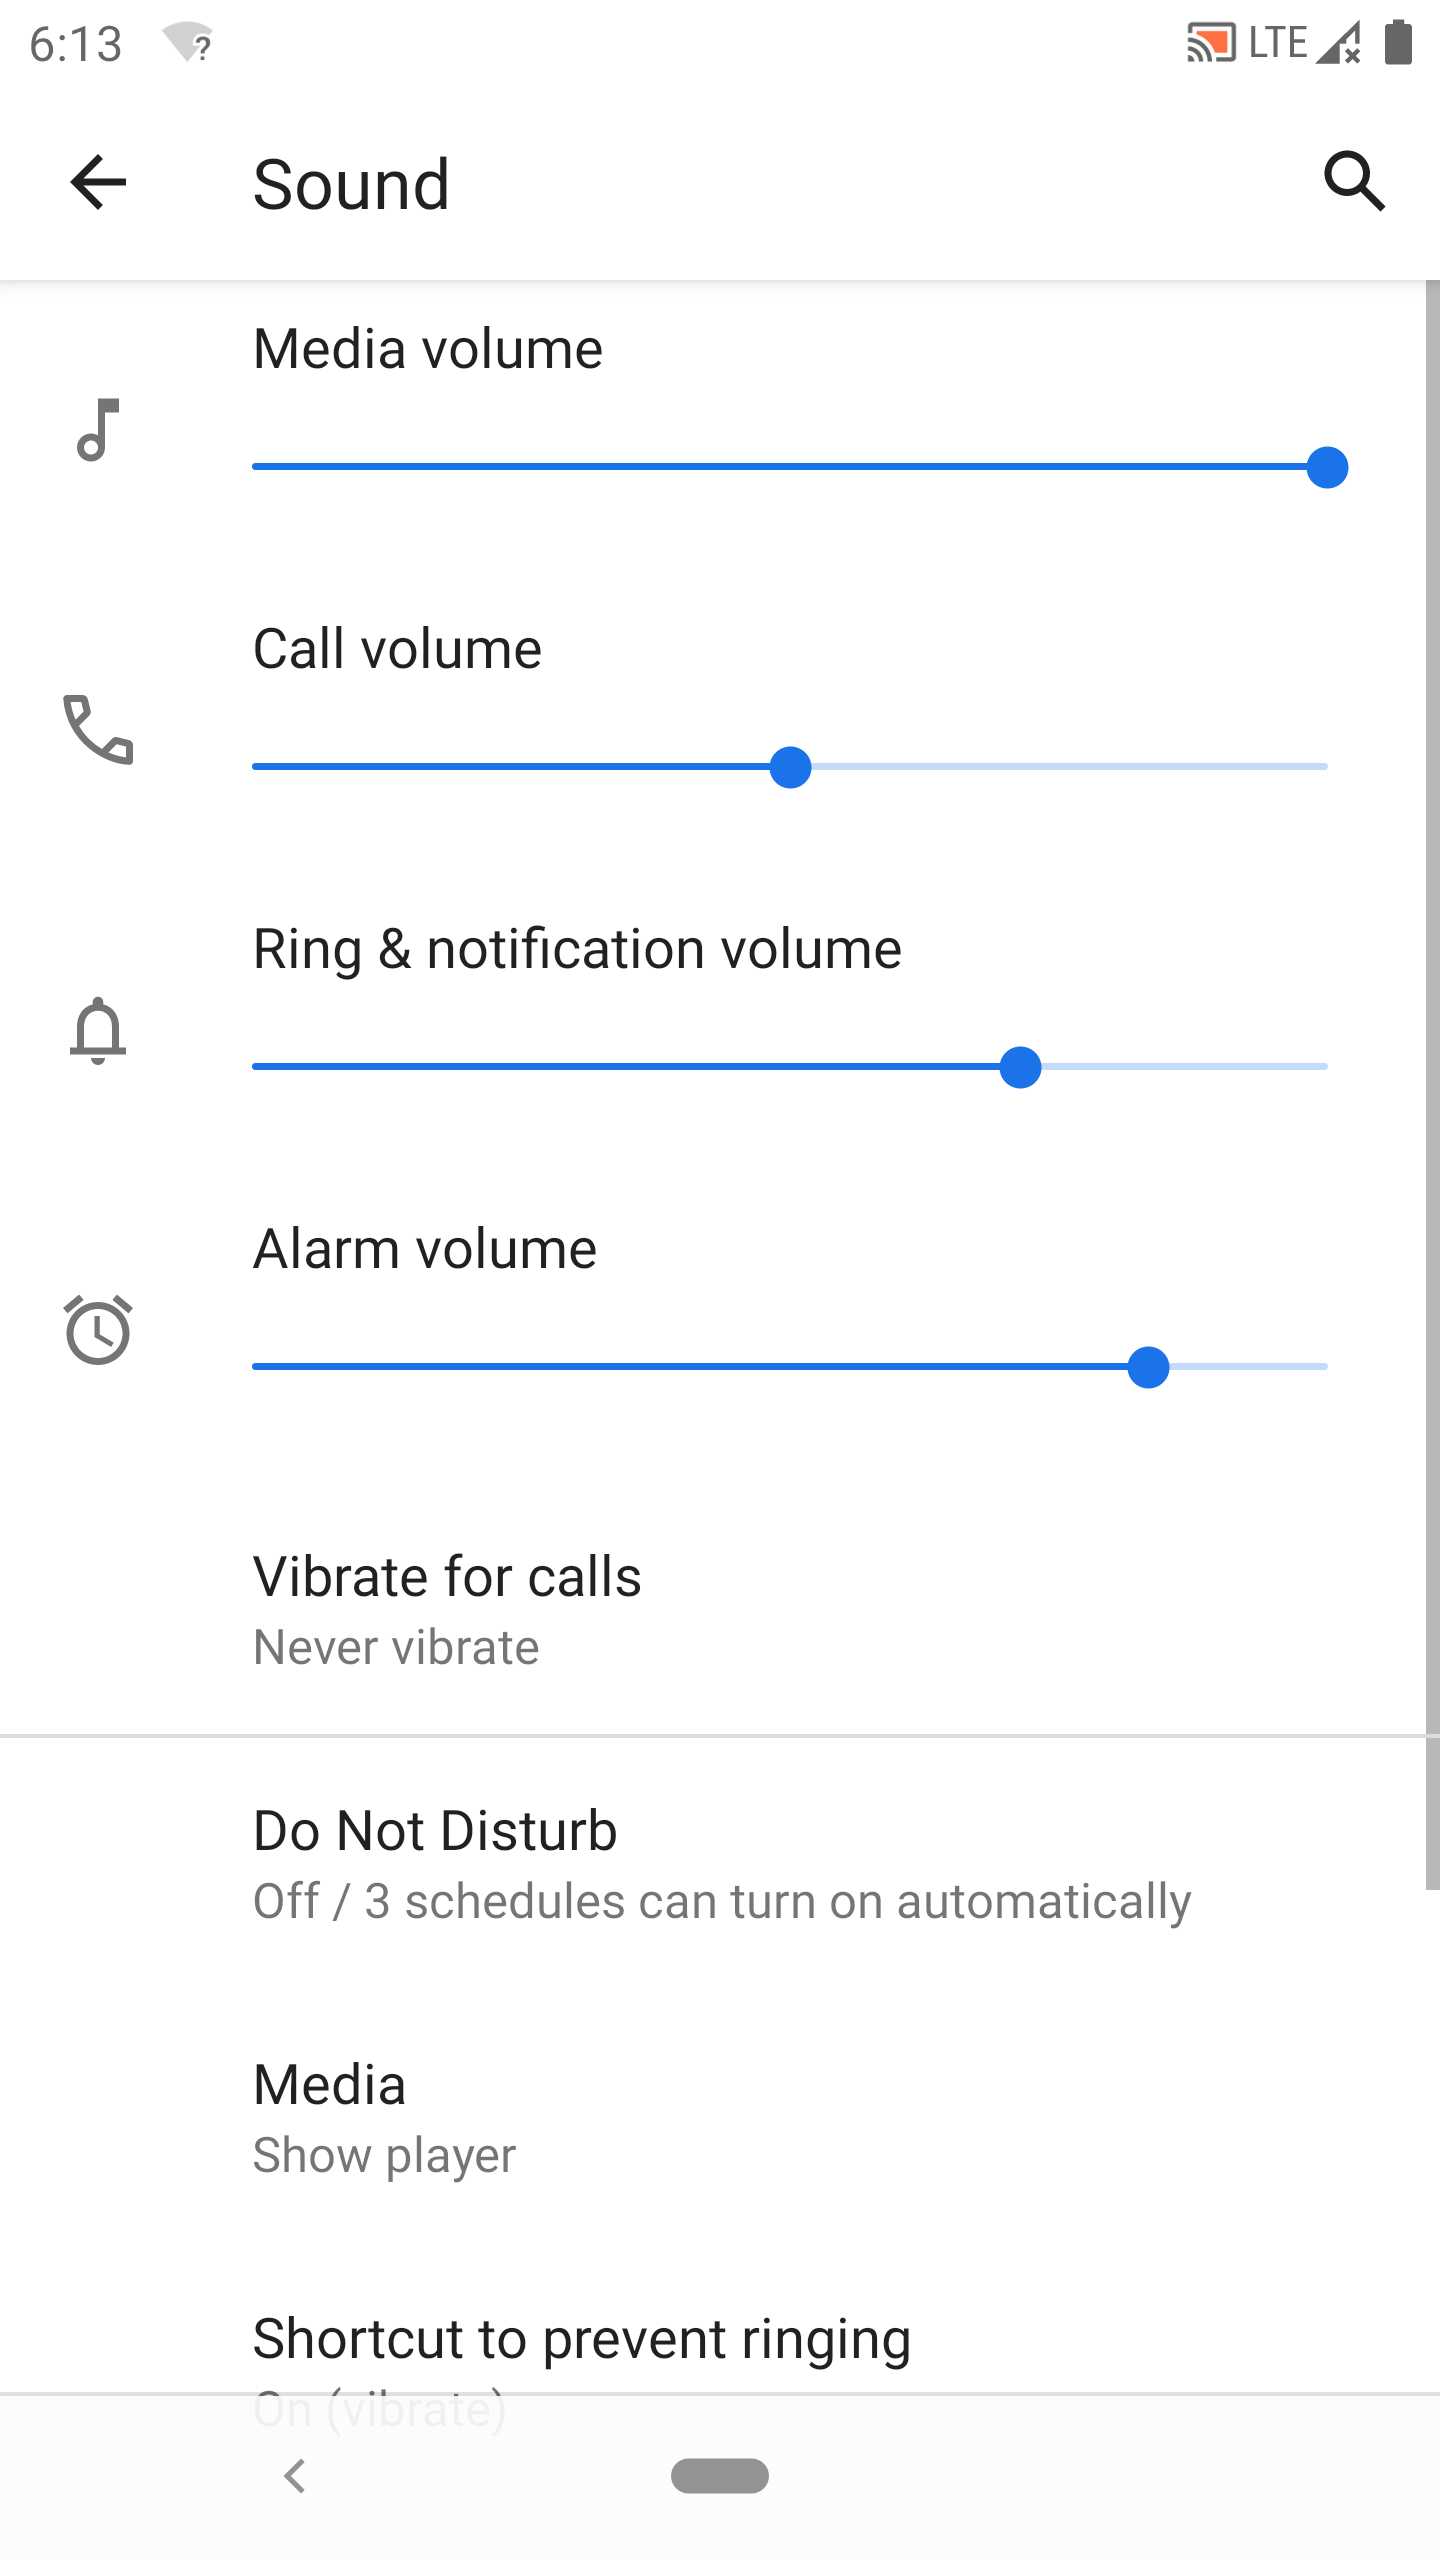 6:13 ? LTE
Sound
Media volume
Call volume
Ring & notification volume
Alarm volume
Vibrate for calls
Never vibrate
Do Not Disturb
Off / 3 schedules can turn on automatically
Media
Show player
Shortcut to prevent ringing
On (vibrate)